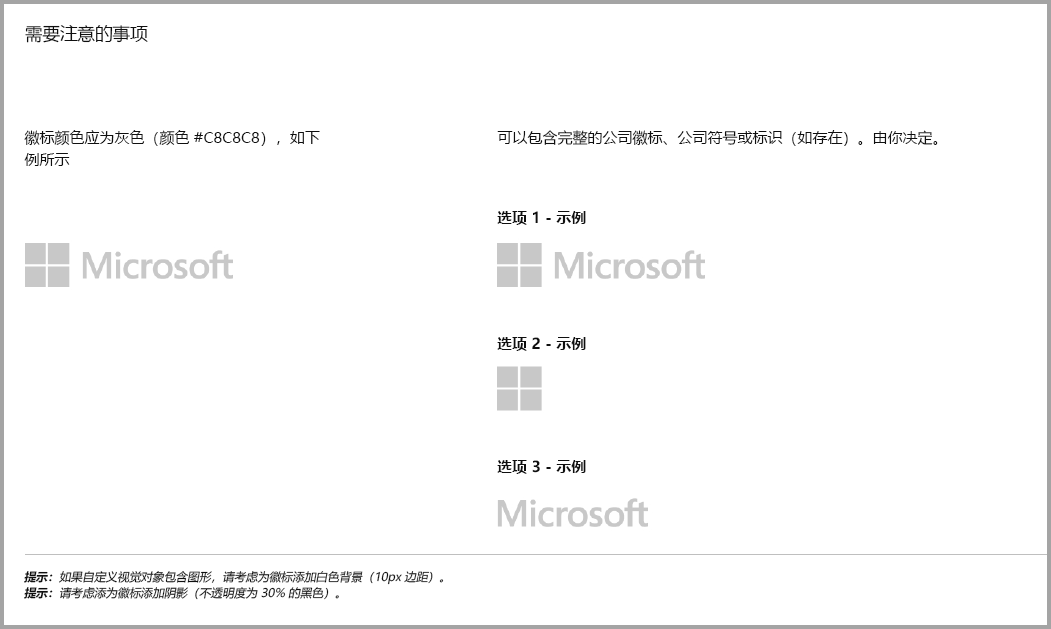 需要注意的事项
徽标颜色应为灰色（颜色 #C8C8C8），如下
例所示
Microsoft
可以包含完整的公司徽标、公司符号或标识（如存在）。由你决定。
选项 1 - 示例
Microsoft
选项 2 - 示例
选项 3 - 示例
Microsoft
提示：如果自定义视觉对象包含图形，请考虑为徽标添加白色背景（10px 边距）。
提示：请考虑添为徽标添加阴影（不透明度为 30% 的黑色）。